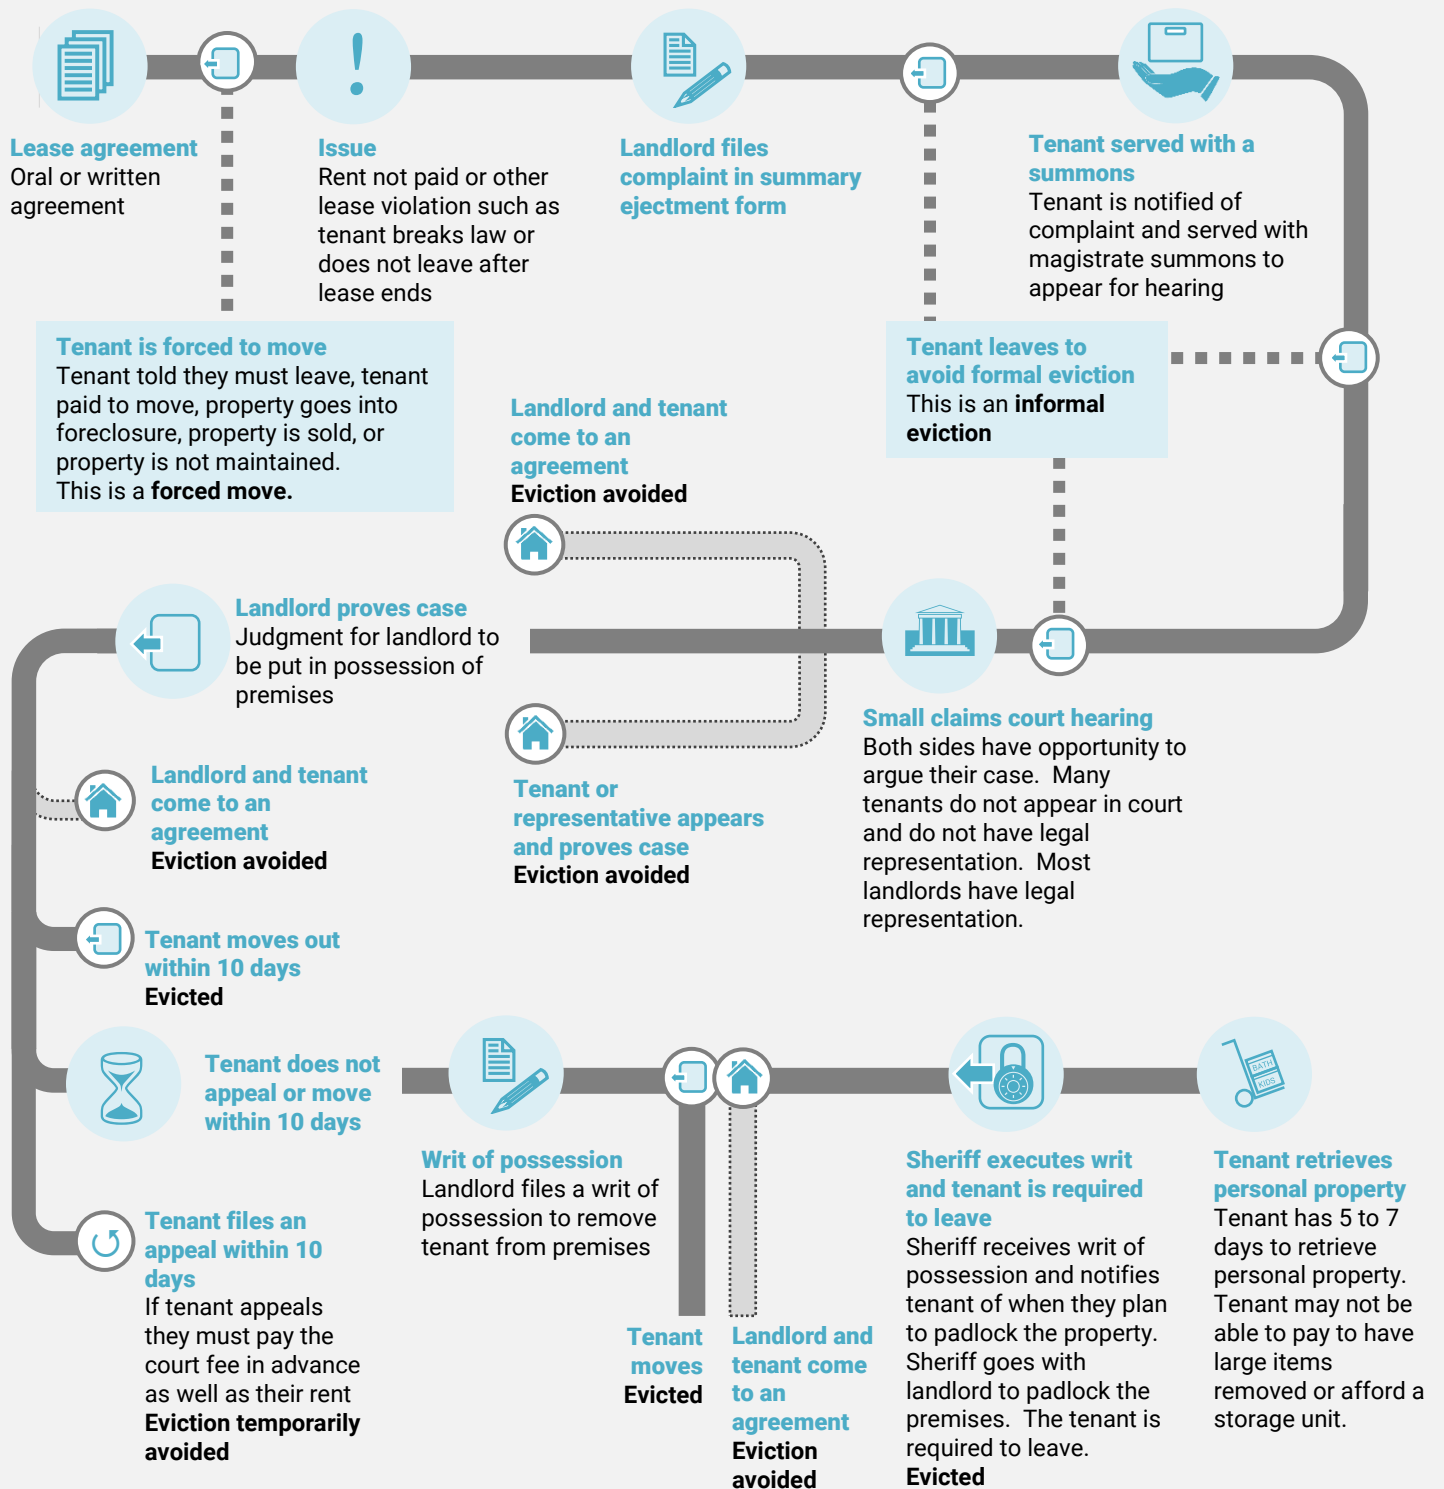 Lease agreement
Oral or written
agreement
Issue
Rent not paid or other
lease violation such as
tenant breaks law or
does not leave after
lease ends
Landlord files
complaint in summary
ejectment form
Tenant served with a
summons
Tenant is notified of
complaint and served with
magistrate summons to
appear for hearing
Tenant is forced to move
Tenant told they must leave, tenant
paid to move, property goes into
foreclosure, property is sold, or
property is not maintained.
This is a forced move.
Tenant leaves to
avoid formal eviction
This is an informal
eviction
Landlord and tenant
come to an
agreement
Eviction avoided
Landlord proves case
Judgment for landlord to
be put in possession of
premises
Small claims court hearing
Both sides have opportunity to
argue their case.  Many
tenants do not appear in court
and do not have legal
representation.  Most
landlords have legal
representation.
Tenant or
representative appears
and proves case
Eviction avoided
Landlord and tenant
come to an
agreement
Eviction avoided
Tenant moves out
within 10 days
Evicted
Tenant does not
appeal or move
within 10 days
Tenant files an
appeal within 10
days
If tenant appeals
they must pay the
court fee in advance
as well as their rent
Eviction temporarily
avoided
Writ of possession
Landlord files a writ of
possession to remove
tenant from premises
Tenant
moves
Evicted
Landlord and
tenant come
to an
agreement
Eviction
avoided
Sheriff executes writ
and tenant is required
to leave
Sheriff receives writ of
possession and notifies
tenant of when they plan
to padlock the property.
Sheriff goes with
landlord to padlock the
premises.  The tenant is
required to leave.
Evicted
BATH
KIDS
Tenant retrieves
personal property
Tenant has 5 to 7
days to retrieve
personal property.
Tenant may not be
able to pay to have
large items
removed or afford a
storage unit.